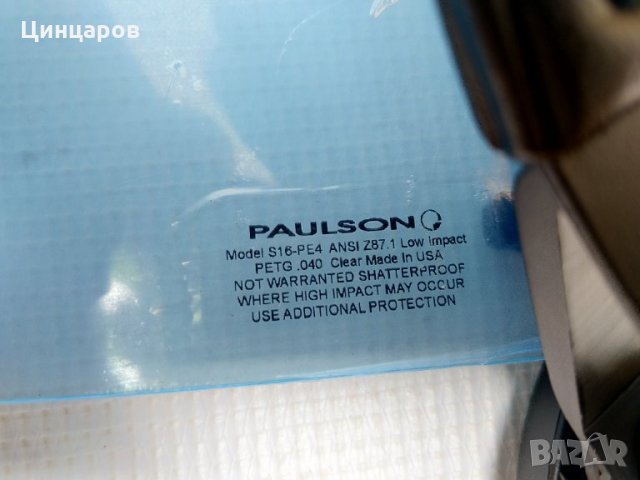 Цинцаров
PAULSON
Model S16-PE4 ANSI Z87.1 Low Impact
PETG .040 Clear Made In USA
NOT WARRANTED SHATTERPROOF
WHERE HIGH IMPACT MAY OCCUR
USE ADDITIONAL PROTECTION
BAZAR